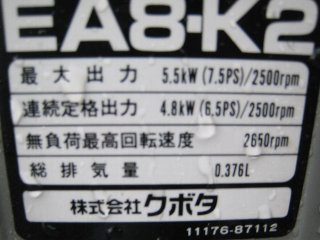 EA8-K2
最大出力 5.5kW (7.5PS)/2500rpm
連続定格出力 4.8kW (6.5PS)/2500rpm
無負荷最高回転速度 2650rpm
総排気量 0.376L
株式会社クボタ
11176-87112